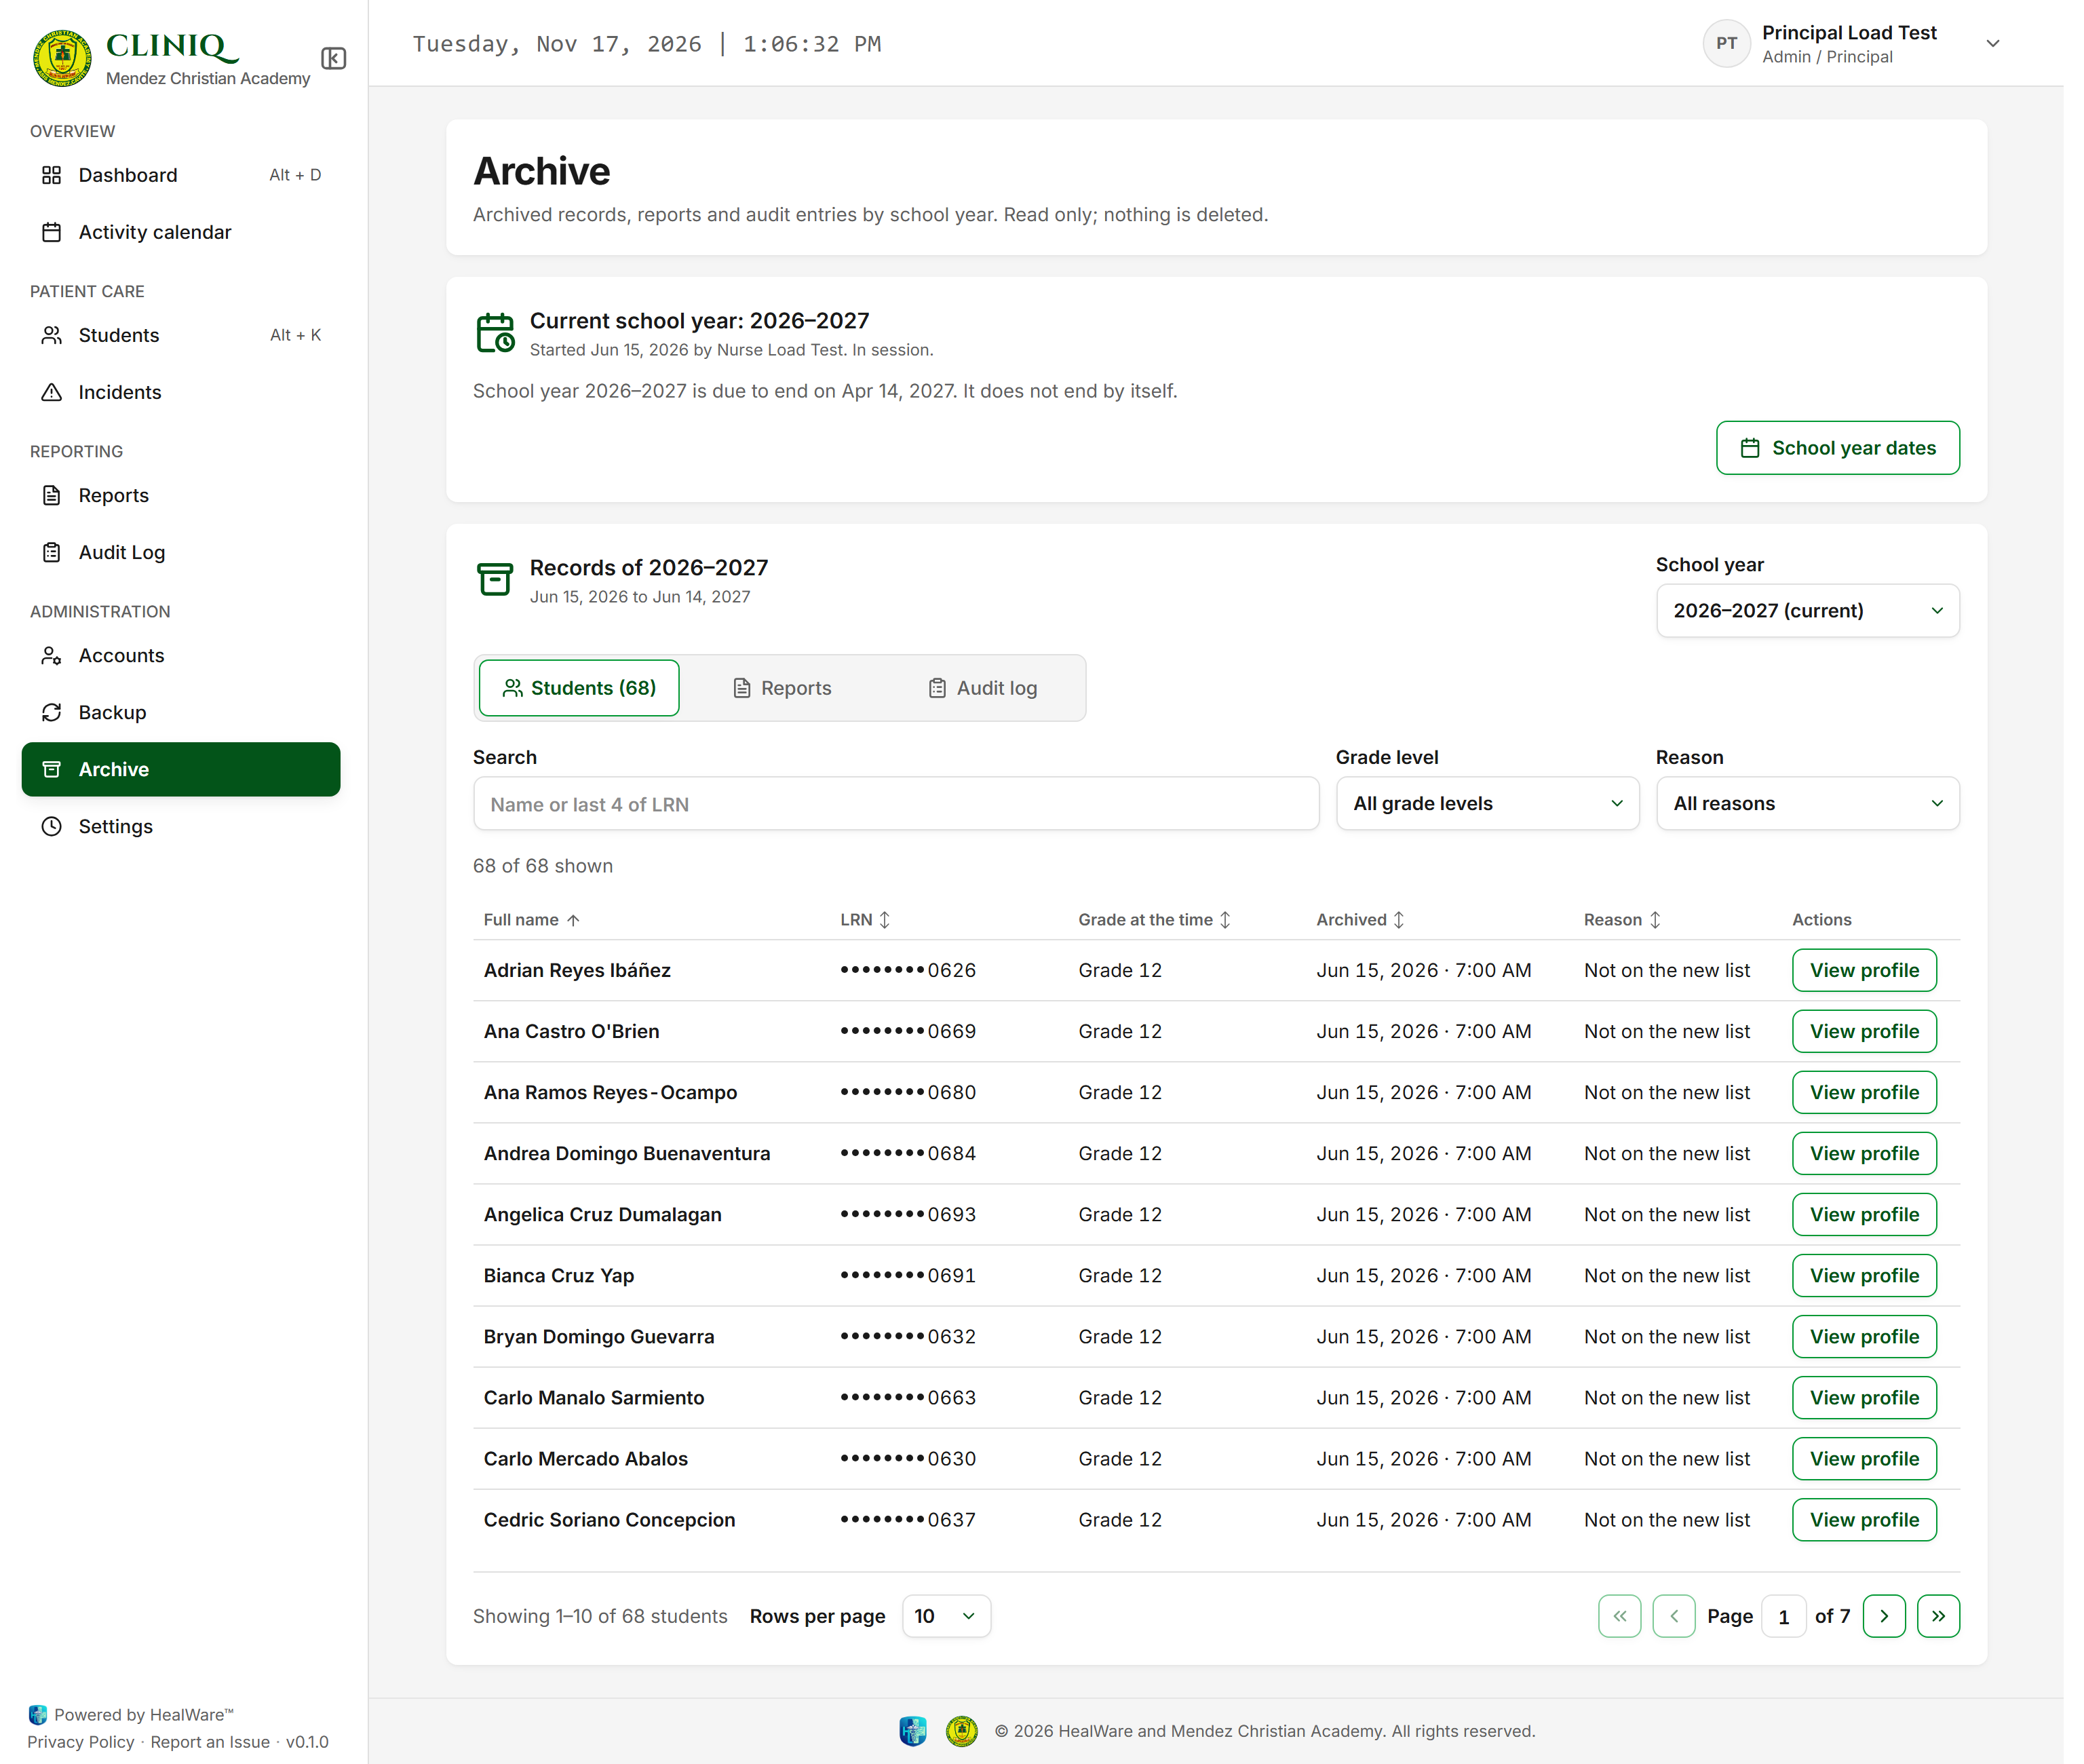 CLINIQ
Mendez Christian Academy
Tuesday, Nov 17, 2026 | 1:06:32 PM
PT
Principal Load Test
Admin / Principal
OVERVIEW
Dashboard Alt + D
Activity calendar
PATIENT CARE
Students Alt + K
Incidents
REPORTING
Reports
Audit Log
ADMINISTRATION
Accounts
Backup
Archive
Settings
Powered by HealWare™
Privacy Policy · Report an Issue · v0.1.0
Archive
Archived records, reports and audit entries by school year. Read only; nothing is deleted.
Current school year: 2026–2027
Started Jun 15, 2026 by Nurse Load Test. In session.
School year 2026–2027 is due to end on Apr 14, 2027. It does not end by itself.
School year dates
Records of 2026–2027
Jun 15, 2026 to Jun 14, 2027
School year
2026–2027 (current)
Students (68) Reports Audit log
Search Grade level Reason
Name or last 4 of LRN All grade levels All reasons
68 of 68 shown
Full name LRN Grade at the time Archived Reason Actions
Adrian Reyes Ibáñez ••••••••0626 Grade 12 Jun 15, 2026 · 7:00 AM Not on the new list View profile
Ana Castro O'Brien ••••••••0669 Grade 12 Jun 15, 2026 · 7:00 AM Not on the new list View profile
Ana Ramos Reyes-Ocampo ••••••••0680 Grade 12 Jun 15, 2026 · 7:00 AM Not on the new list View profile
Andrea Domingo Buenaventura ••••••••0684 Grade 12 Jun 15, 2026 · 7:00 AM Not on the new list View profile
Angelica Cruz Dumalagan ••••••••0693 Grade 12 Jun 15, 2026 · 7:00 AM Not on the new list View profile
Bianca Cruz Yap ••••••••0691 Grade 12 Jun 15, 2026 · 7:00 AM Not on the new list View profile
Bryan Domingo Guevarra ••••••••0632 Grade 12 Jun 15, 2026 · 7:00 AM Not on the new list View profile
Carlo Manalo Sarmiento ••••••••0663 Grade 12 Jun 15, 2026 · 7:00 AM Not on the new list View profile
Carlo Mercado Abalos ••••••••0630 Grade 12 Jun 15, 2026 · 7:00 AM Not on the new list View profile
Cedric Soriano Concepcion ••••••••0637 Grade 12 Jun 15, 2026 · 7:00 AM Not on the new list View profile
Showing 1–10 of 68 students Rows per page 10 Page 1 of 7
© 2026 HealWare and Mendez Christian Academy. All rights reserved.